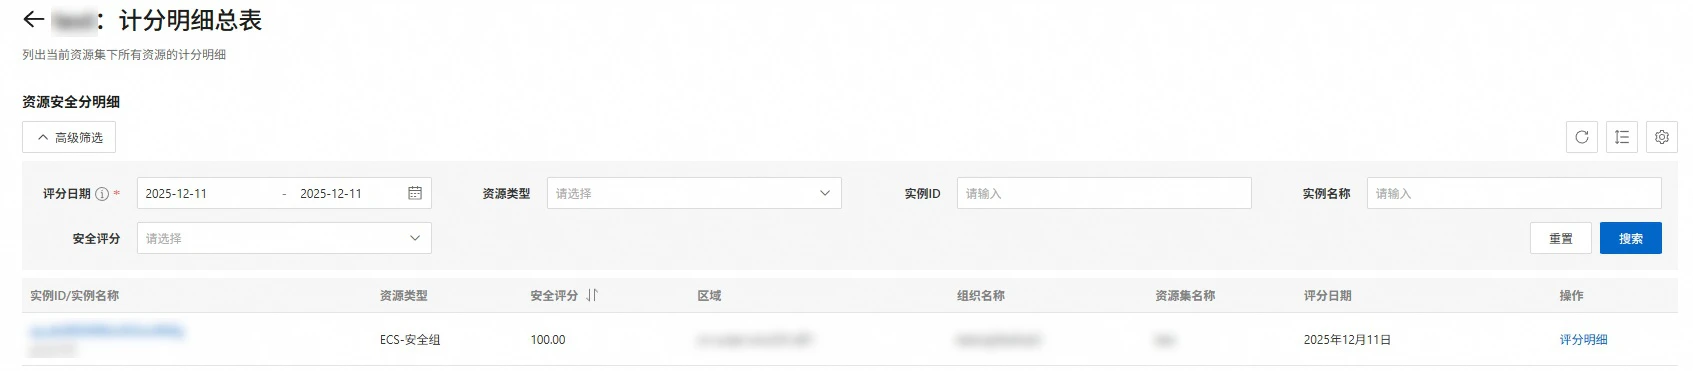 ：计分明细总表
列出当前资源集下所有资源的计分明细
资源安全分明细
高级筛选
评分日期 * 2025-12-11 - 2025-12-11 资源类型 请选择 实例ID 请输入 实例名称 请输入
安全评分 请选择 重置 搜索
实例ID/实例名称 资源类型 安全评分 区域 组织名称 资源集名称 评分日期 操作
ECS-安全组 100.00 2025年12月11日 评分明细